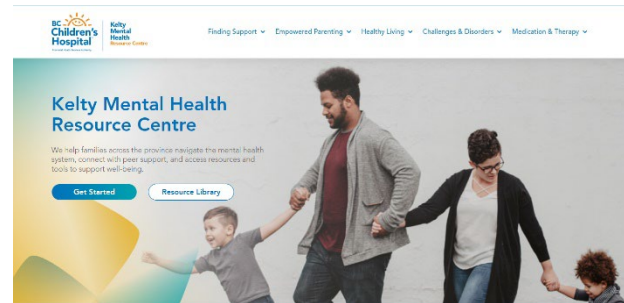 BC
Children's
Hospital
Kelty
Mental
Health
Resource Centre
Finding Support
Empowered Parenting
Healthy Living
Challenges & Disorders
Medication & Therapy
Kelty Mental Health
Resource Centre
We help families across the province navigate the mental health
system, connect with peer support, and access resources and
tools to support well-being.
Get Started
Resource Library